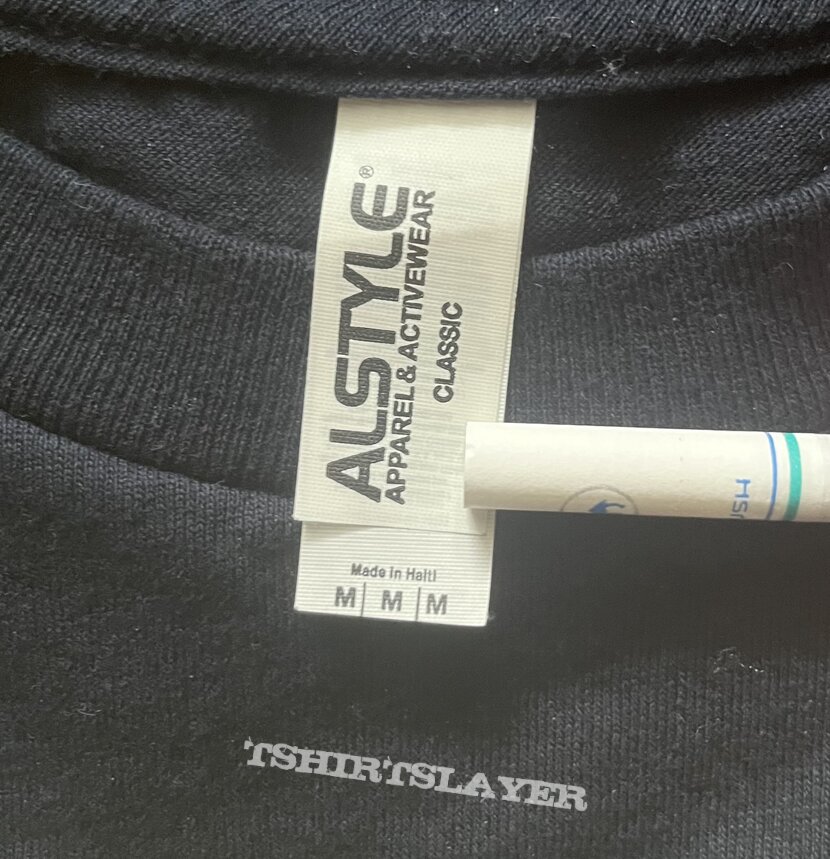 ALSTYLE®
APPAREL & ACTIVEWEAR
CLASSIC
Made in Haiti
M M M
TSHIRTSLAYER